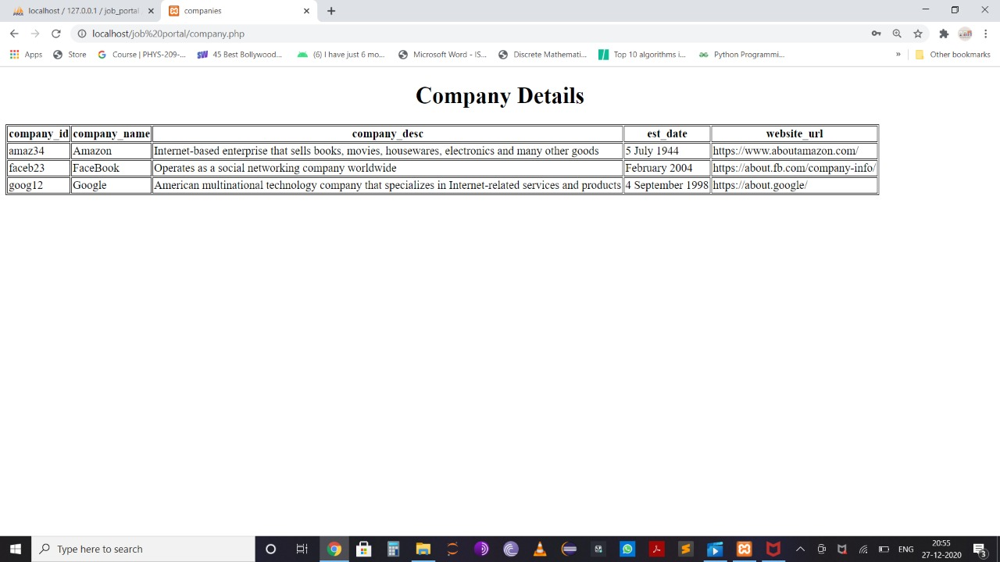 localhost / 127.0.0.1 / job_portal
companies
localhost/job%20portal/company.php
Apps Store Course | PHYS-209-... 45 Best Bollywood... (6) I have just 6 mo... Microsoft Word - IS... Discrete Mathemati... Top 10 algorithms i... Python Programmi... » Other bookmarks
Company Details
company_id company_name company_desc est_date website_url
amaz34 Amazon Internet-based enterprise that sells books, movies, housewares, electronics and many other goods 5 July 1944 https://www.aboutamazon.com/
faceb23 FaceBook Operates as a social networking company worldwide February 2004 https://about.fb.com/company-info/
goog12 Google American multinational technology company that specializes in Internet-related services and products 4 September 1998 https://about.google/
Type here to search
ENG
20:55
27-12-2020
3